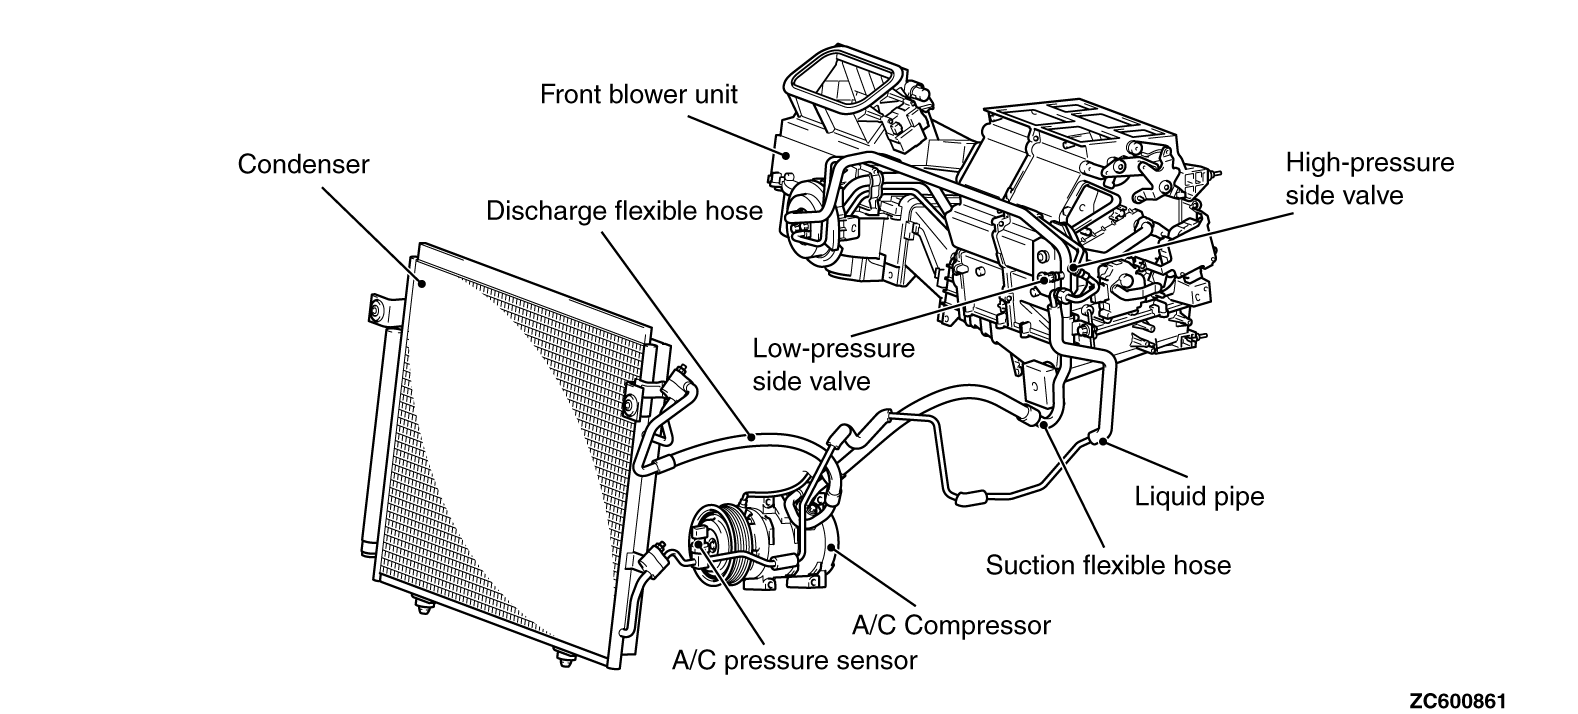 Front blower unit
Condenser
High-pressure
side valve
Discharge flexible hose
Low-pressure
side valve
Liquid pipe
Suction flexible hose
A/C Compressor
A/C pressure sensor
ZC600861